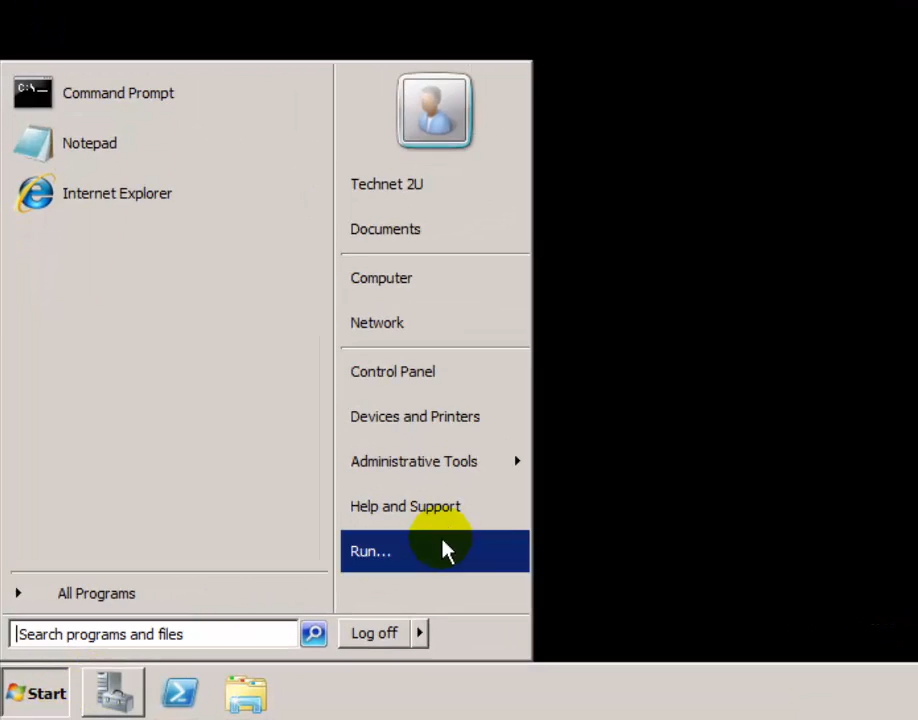 C:\
Command Prompt
Notepad
Internet Explorer
All Programs
Search programs and files
Technet 2U
Documents
Computer
Network
Control Panel
Devices and Printers
Administrative Tools
Help and Support
Run...
Log off
Start